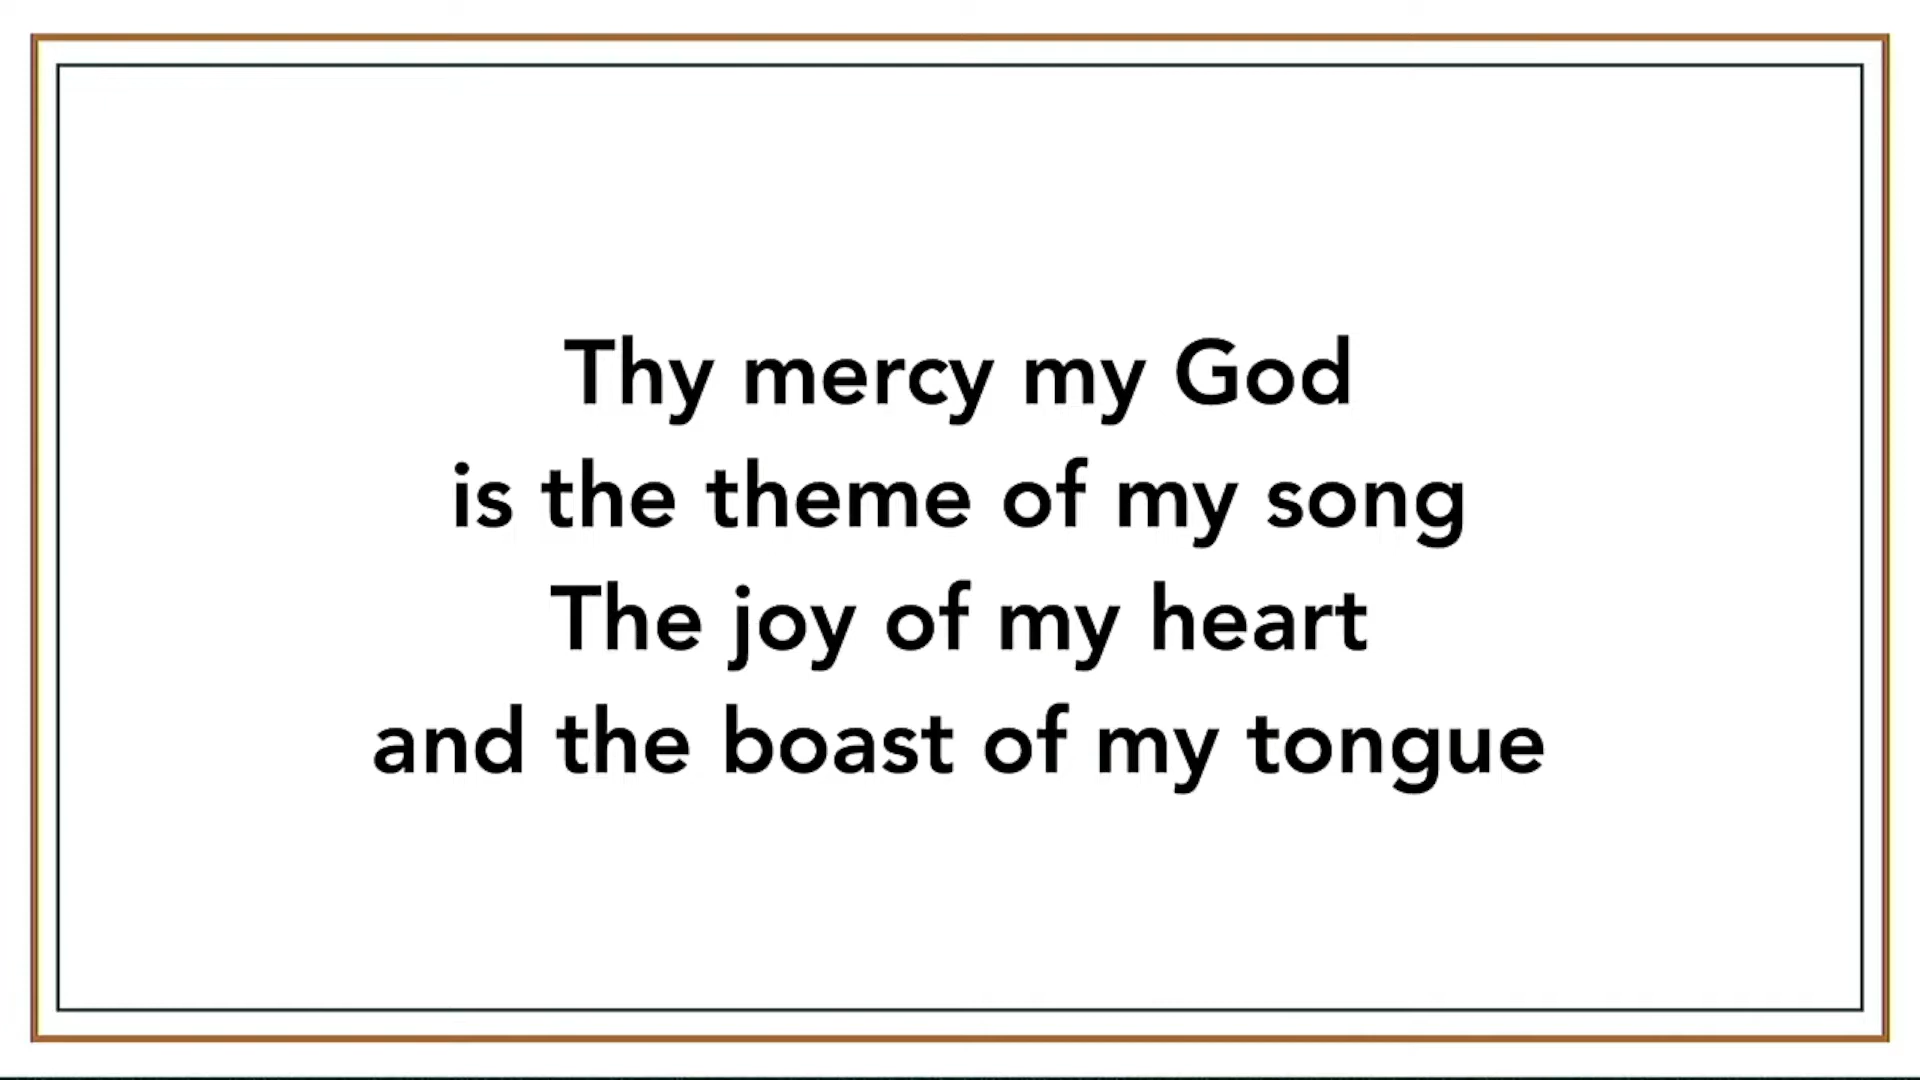 Thy mercy my God
is the theme of my song
The joy of my heart
and the boast of my tongue